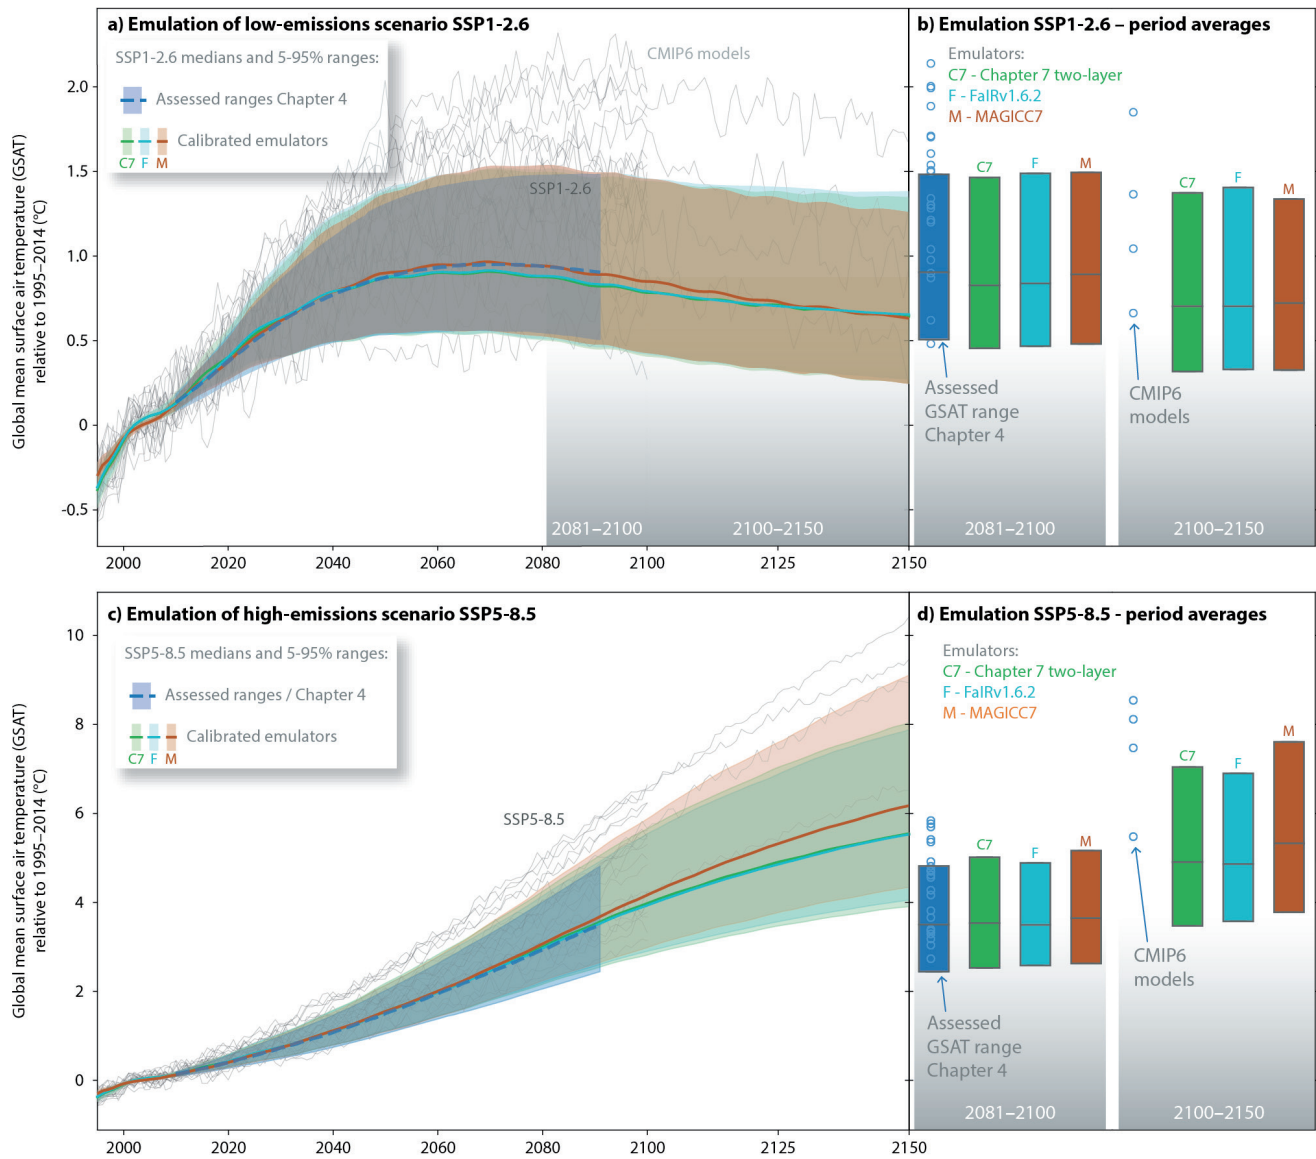 a) Emulation of low-emissions scenario SSP1-2.6
SSP1-2.6 medians and 5-95% ranges:
Assessed ranges Chapter 4
Calibrated emulators
C7 F M
CMIP6 models
SSP1-2.6
Global mean surface air temperature (GSAT)
relative to 1995–2014 (°C)
2.0
1.5
1.0
0.5
0
-0.5
2081–2100
2100–2150
2000
2020
2040
2060
2080
2100
2125
2150
b) Emulation SSP1-2.6 – period averages
Emulators:
C7 - Chapter 7 two-layer
F - FaIRv1.6.2
M - MAGICC7
C7
F
M
C7
F
M
Assessed
GSAT range
Chapter 4
CMIP6
models
2081–2100
2100–2150
c) Emulation of high-emissions scenario SSP5-8.5
SSP5-8.5 medians and 5-95% ranges:
Assessed ranges / Chapter 4
Calibrated emulators
C7 F M
SSP5-8.5
Global mean surface air temperature (GSAT)
relative to 1995–2014 (°C)
10
8
6
4
2
0
2000
2020
2040
2060
2080
2100
2125
2150
d) Emulation SSP5-8.5 - period averages
Emulators:
C7 - Chapter 7 two-layer
F - FaIRv1.6.2
M - MAGICC7
C7
F
M
C7
F
M
Assessed
GSAT range
Chapter 4
CMIP6
models
2081–2100
2100–2150